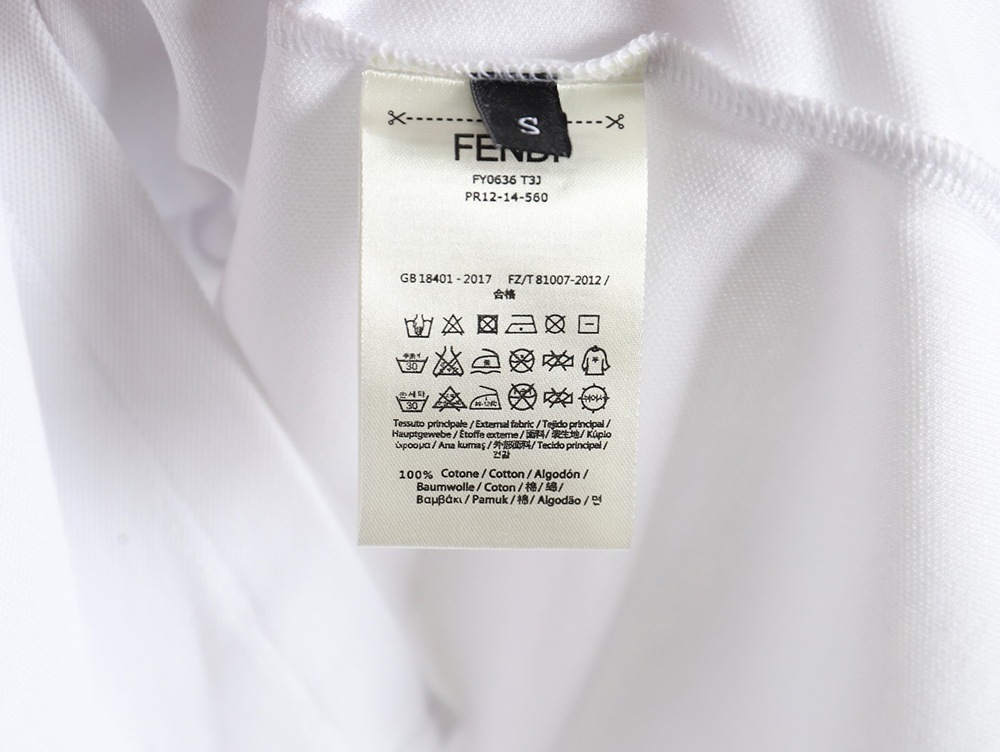 S
FENDI
FY0636 T3J
PR12-14-560
GB 18401 - 2017 FZ/T 81007-2012 /
合格
30
30
Tessuto principale / External fabric / Tejido principal /
Hauptgewebe / Étoffe externe / 面料 / 表生地 / Κύριο
ύφασμα / Ana kumaş / 外部面料 / Tecido principal /
겉감
100% Cotone / Cotton / Algodón /
Baumwolle / Coton / 棉 / 綿 /
Βαμβάκι / Pamuk / 棉 / Algodão / 면